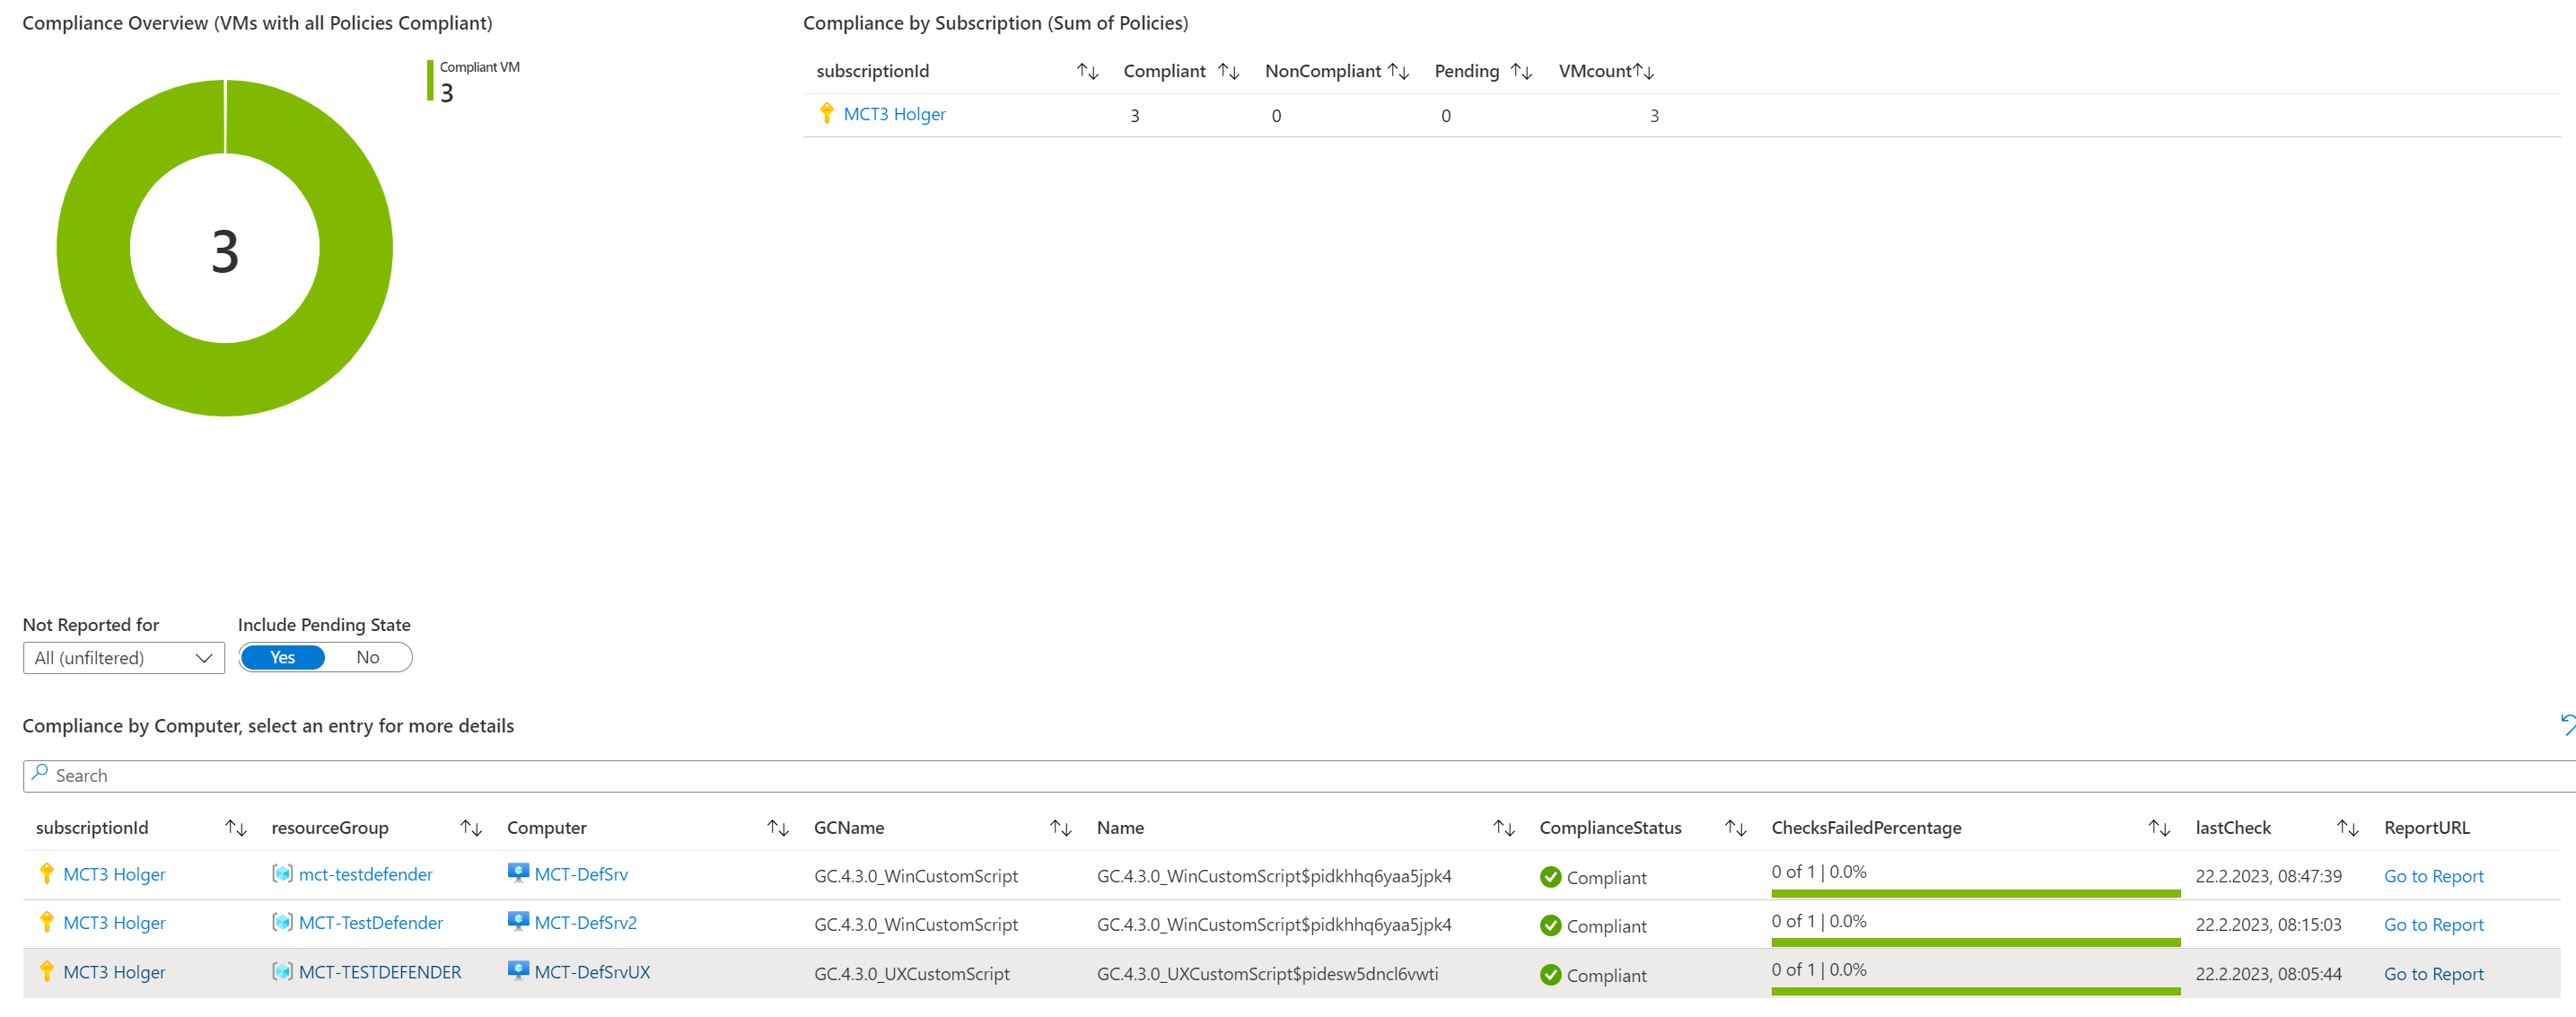 Compliance Overview (VMs with all Policies Compliant)
Compliant VM
3
3
Compliance by Subscription (Sum of Policies)
subscriptionId Compliant NonCompliant Pending VMcount
MCT3 Holger 3 0 0 3
Not Reported for Include Pending State
All (unfiltered) Yes No
Compliance by Computer, select an entry for more details
Search
subscriptionId resourceGroup Computer GCName Name ComplianceStatus ChecksFailedPercentage lastCheck ReportURL
MCT3 Holger mct-testdefender MCT-DefSrv GC.4.3.0_WinCustomScript GC.4.3.0_WinCustomScript$pidkhhq6yaa5jpk4 Compliant 0 of 1 | 0.0% 22.2.2023, 08:47:39 Go to Report
MCT3 Holger MCT-TestDefender MCT-DefSrv2 GC.4.3.0_WinCustomScript GC.4.3.0_WinCustomScript$pidkhhq6yaa5jpk4 Compliant 0 of 1 | 0.0% 22.2.2023, 08:15:03 Go to Report
MCT3 Holger MCT-TESTDEFENDER MCT-DefSrvUX GC.4.3.0_UXCustomScript GC.4.3.0_UXCustomScript$pidesw5dncl6vwti Compliant 0 of 1 | 0.0% 22.2.2023, 08:05:44 Go to Report